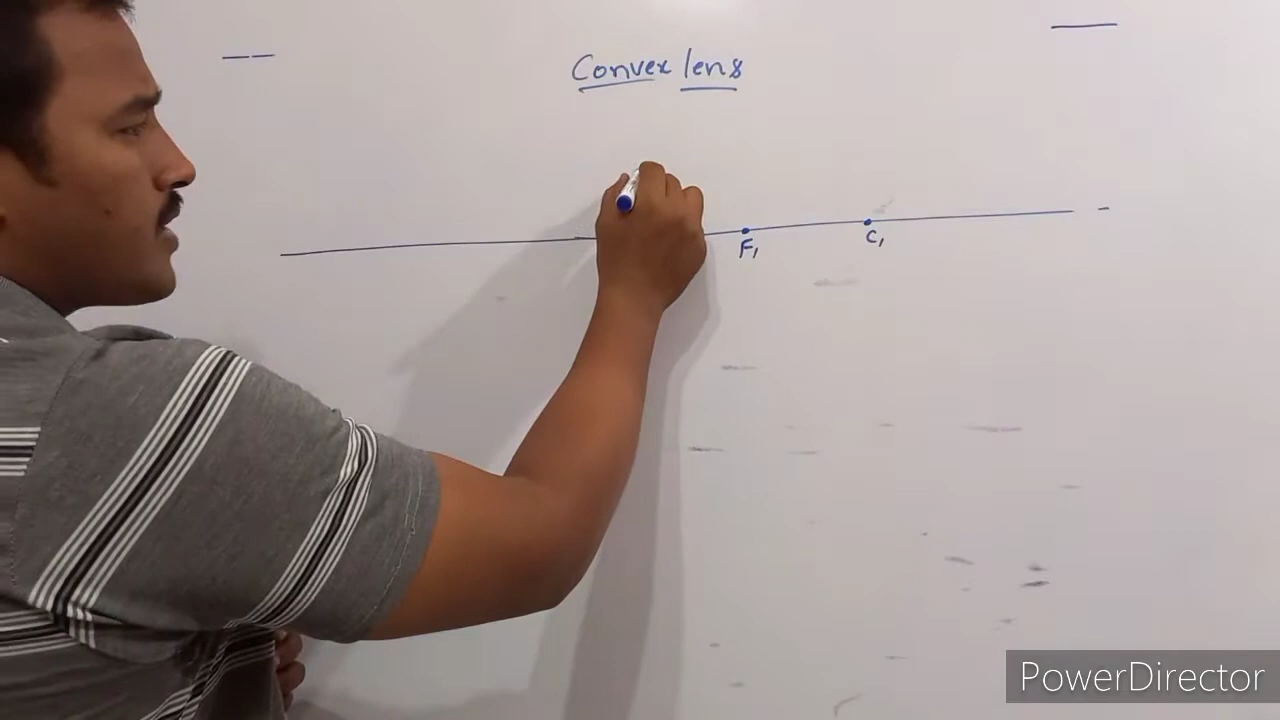 Convex lens
F₁ C₁
PowerDirector